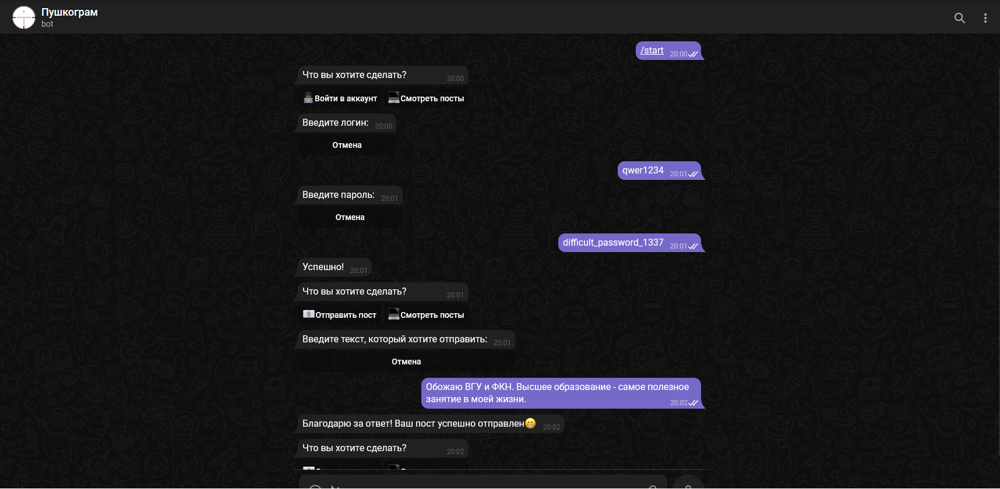 Пушкограм
bot
/start 20:00
Что вы хотите сделать? 20:00
Войти в аккаунт Смотреть посты
Введите логин: 20:00
Отмена
qwer1234 20:01
Введите пароль: 20:01
Отмена
difficult_password_1337 20:01
Успешно! 20:01
Что вы хотите сделать? 20:01
Отправить пост Смотреть посты
Введите текст, который хотите отправить: 20:01
Отмена
Обожаю ВГУ и ФКН. Высшее образование - самое полезное
занятие в моей жизни. 20:02
Благодарю за ответ! Ваш пост успешно отправлен😁 20:02
Что вы хотите сделать? 20:02